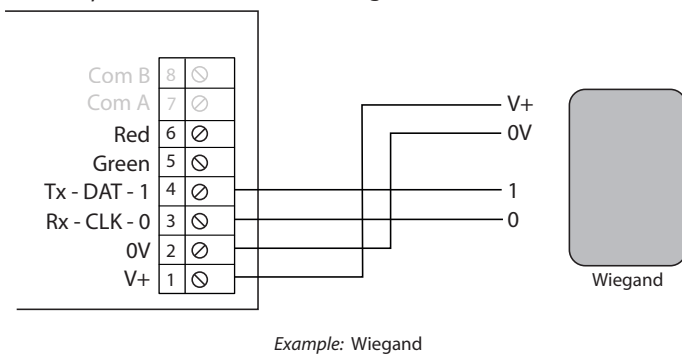 Com B 8
Com A 7
Red 6
Green 5
Tx - DAT - 1 4
Rx - CLK - 0 3
0V 2
V+ 1
V+
0V
1
0
Wiegand
Example: Wiegand